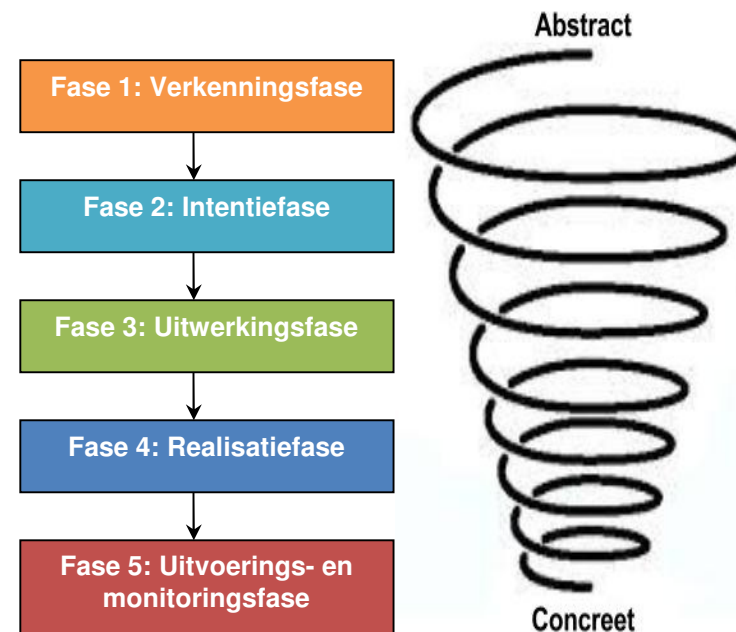 Abstract
Fase 1: Verkenningsfase
Fase 2: Intentiefase
Fase 3: Uitwerkingsfase
Fase 4: Realisatiefase
Fase 5: Uitvoerings- en
monitoringsfase
Concreet